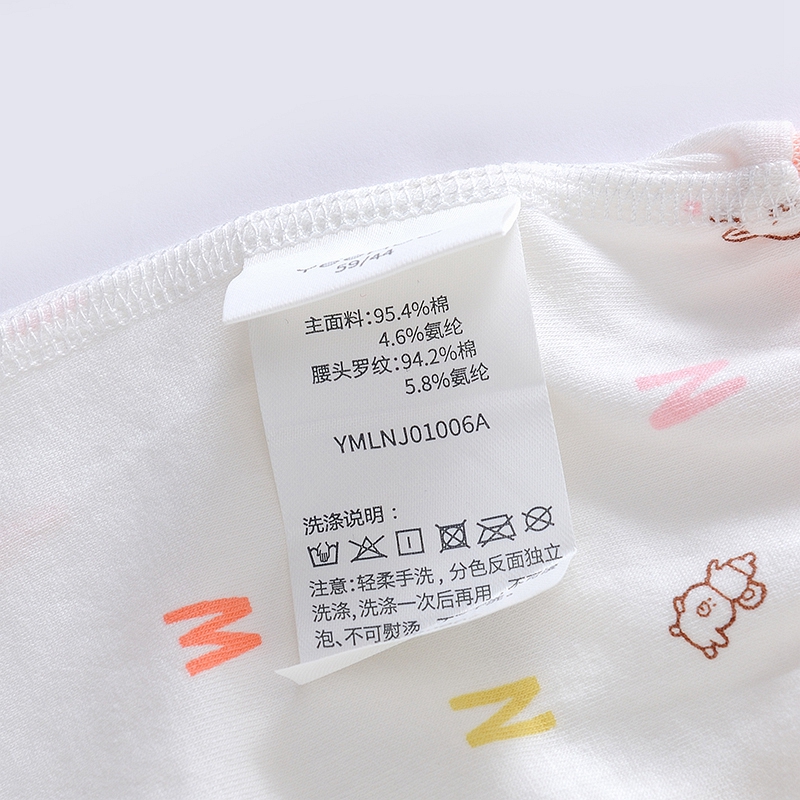 59/44
主面料:95.4%棉
4.6%氨纶
腰头罗纹:94.2%棉
5.8%氨纶
YMLNJ01006A
洗涤说明：
注意:轻柔手洗，分色反面独立
洗涤,洗涤一次后再用
泡、不可熨烫
M
N
N